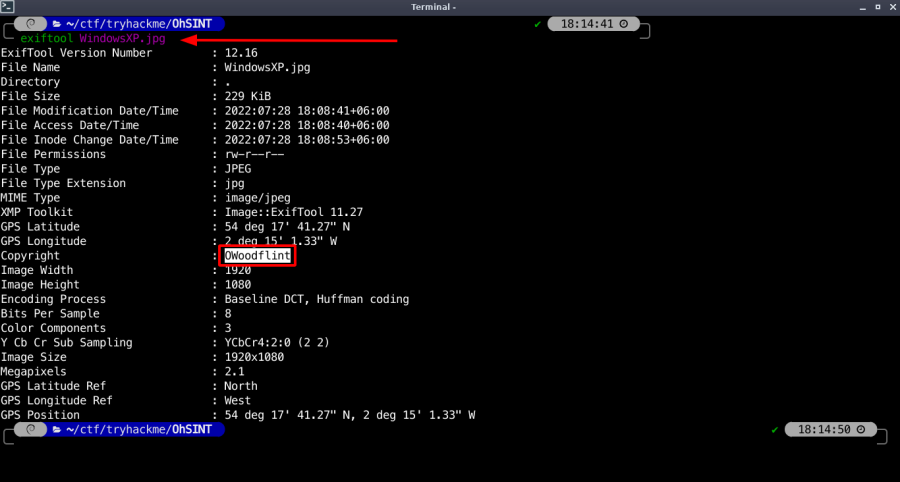 Terminal -
~/ctf/tryhackme/OhSINT ✔ 18:14:41
exiftool WindowsXP.jpg
ExifTool Version Number : 12.16
File Name : WindowsXP.jpg
Directory : .
File Size : 229 KiB
File Modification Date/Time : 2022:07:28 18:08:41+06:00
File Access Date/Time : 2022:07:28 18:08:40+06:00
File Inode Change Date/Time : 2022:07:28 18:08:53+06:00
File Permissions : rw-r--r--
File Type : JPEG
File Type Extension : jpg
MIME Type : image/jpeg
XMP Toolkit : Image::ExifTool 11.27
GPS Latitude : 54 deg 17' 41.27" N
GPS Longitude : 2 deg 15' 1.33" W
Copyright : OWoodflint
Image Width : 1920
Image Height : 1080
Encoding Process : Baseline DCT, Huffman coding
Bits Per Sample : 8
Color Components : 3
Y Cb Cr Sub Sampling : YCbCr4:2:0 (2 2)
Image Size : 1920x1080
Megapixels : 2.1
GPS Latitude Ref : North
GPS Longitude Ref : West
GPS Position : 54 deg 17' 41.27" N, 2 deg 15' 1.33" W
~/ctf/tryhackme/OhSINT ✔ 18:14:50